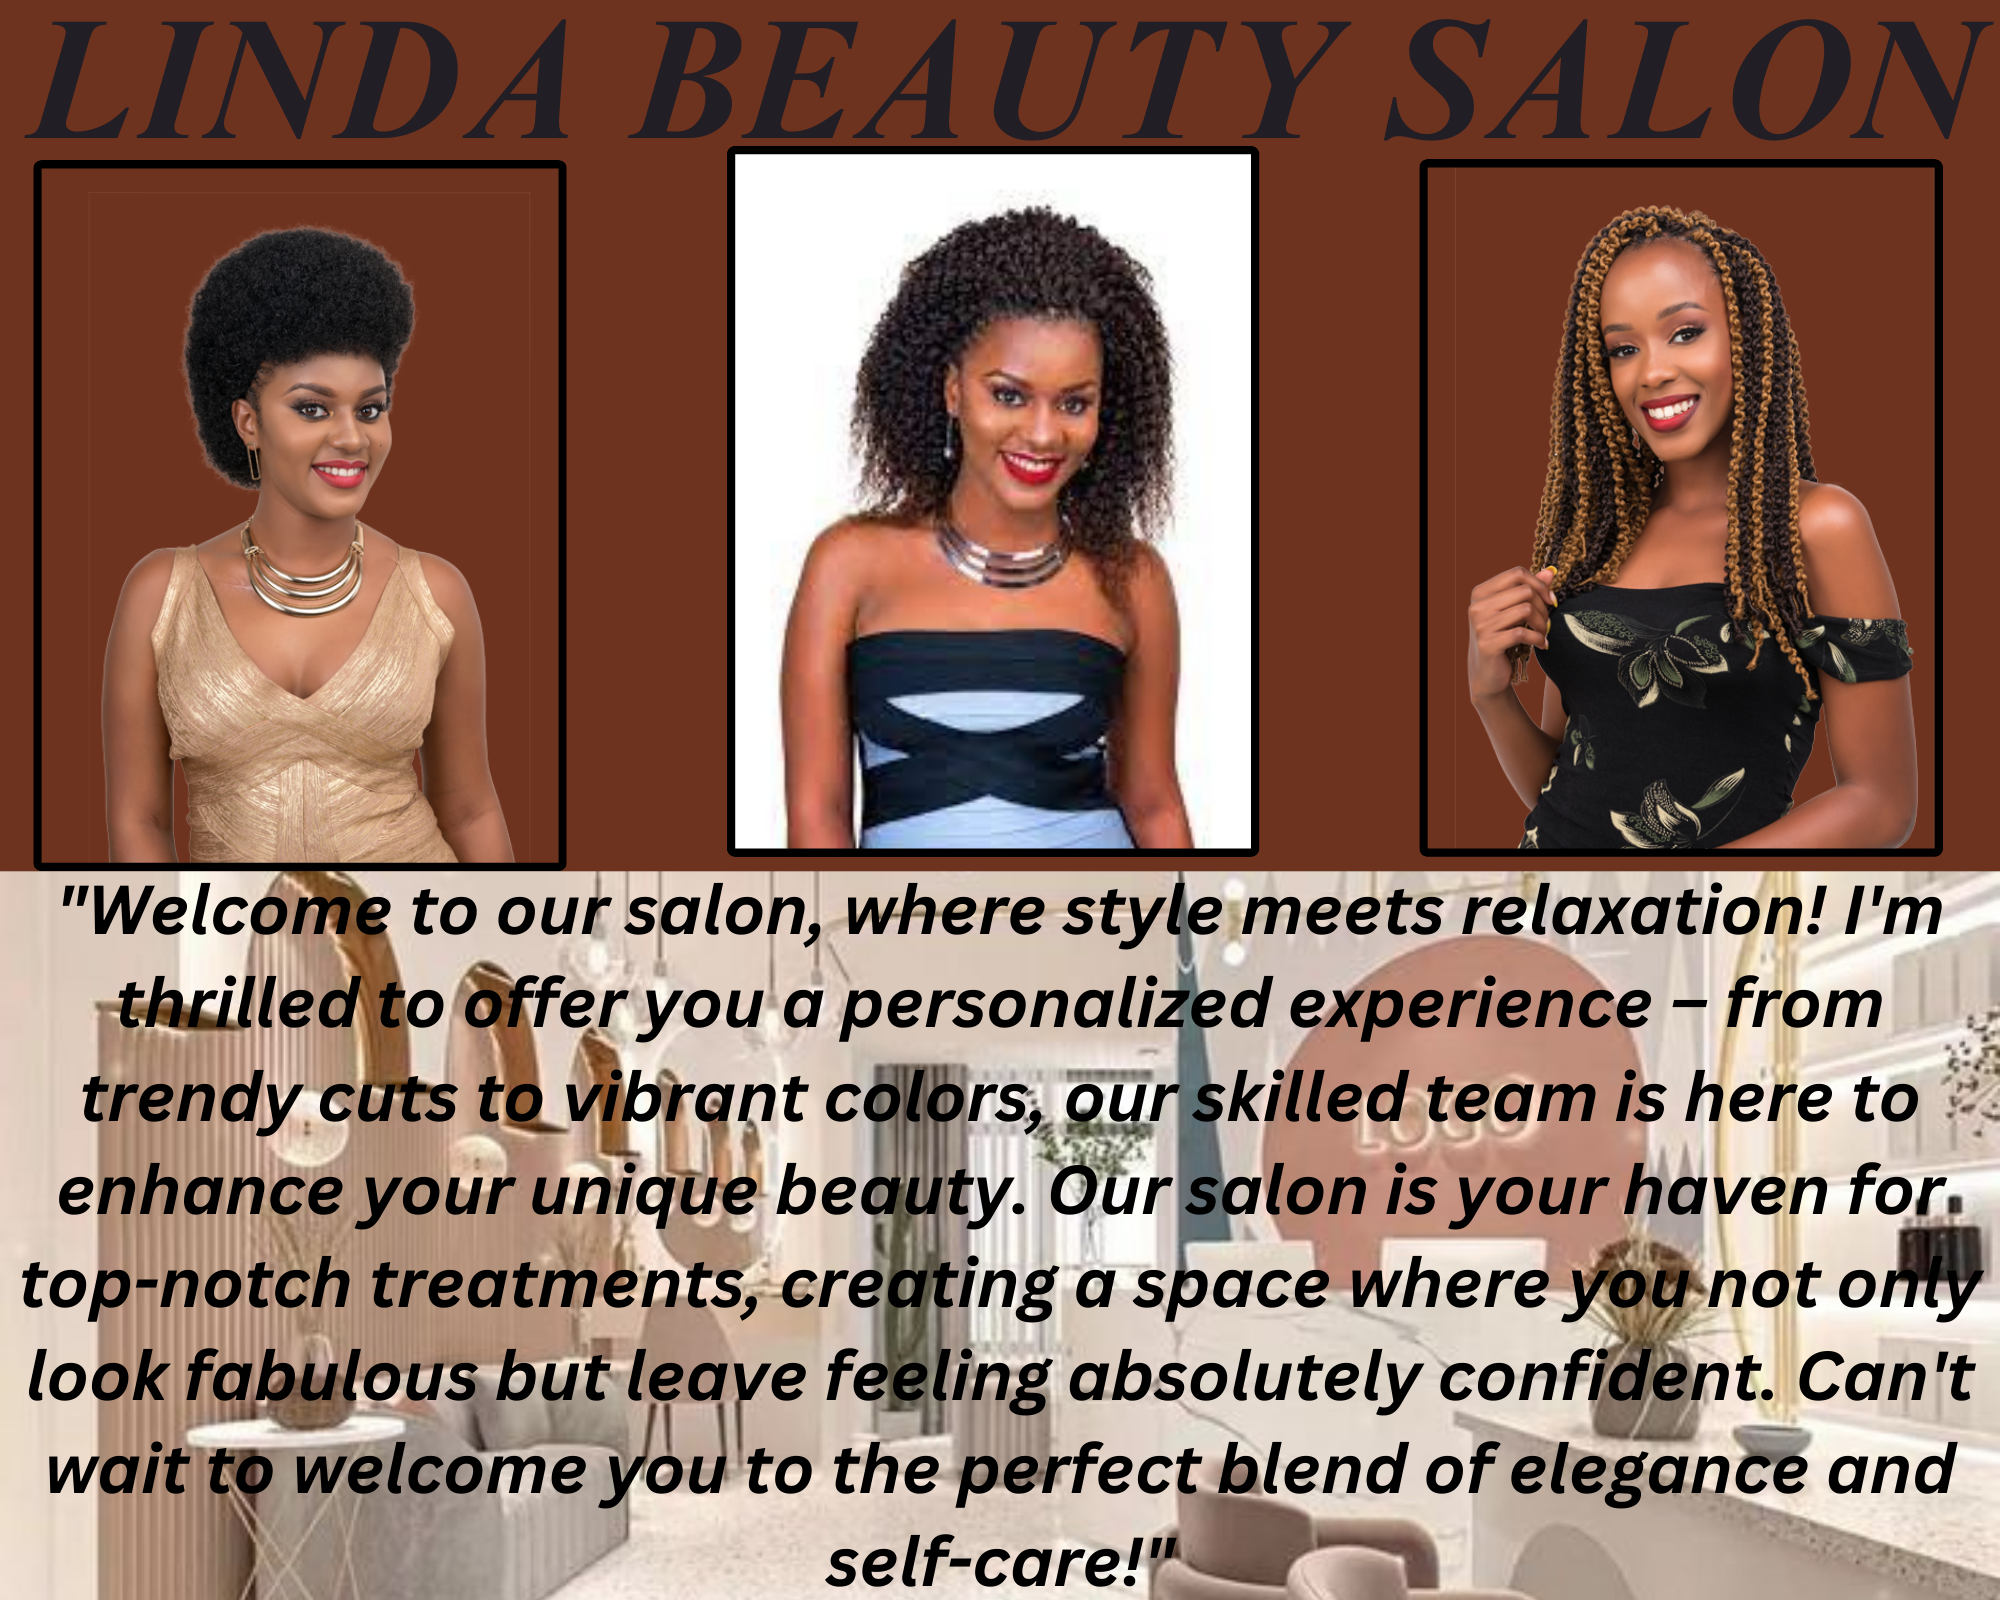 LINDA BEAUTY SALON
"Welcome to our salon, where style meets relaxation! I'm
thrilled to offer you a personalized experience – from
trendy cuts to vibrant colors, our skilled team is here to
enhance your unique beauty. Our salon is your haven for
top-notch treatments, creating a space where you not only
look fabulous but leave feeling absolutely confident. Can't
wait to welcome you to the perfect blend of elegance and
self-care!"
LOGO